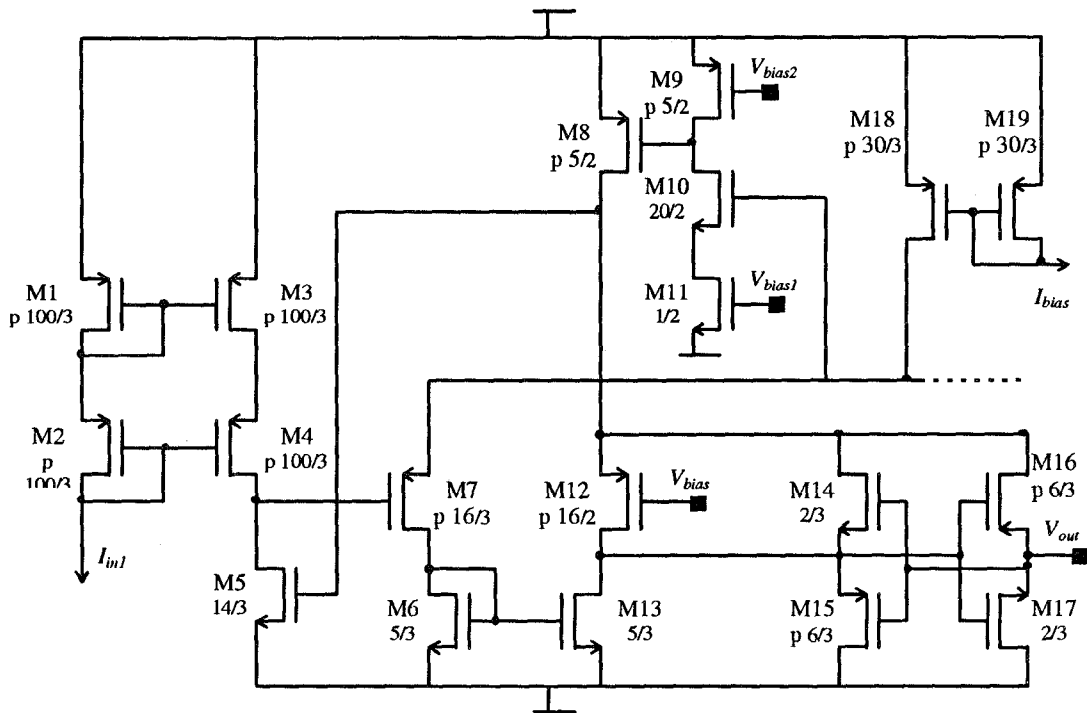 M9
p 5/2
V_bias2
M8
p 5/2
M18
p 30/3
M19
p 30/3
M10
20/2
M11
1/2
V_bias1
I_bias
M1
p 100/3
M3
p 100/3
M2
p
100/3
M4
p 100/3
I_in1
M5
14/3
M7
p 16/3
M12
p 16/2
V_bias
M14
2/3
M16
p 6/3
V_out
M6
5/3
M13
5/3
M15
p 6/3
M17
2/3